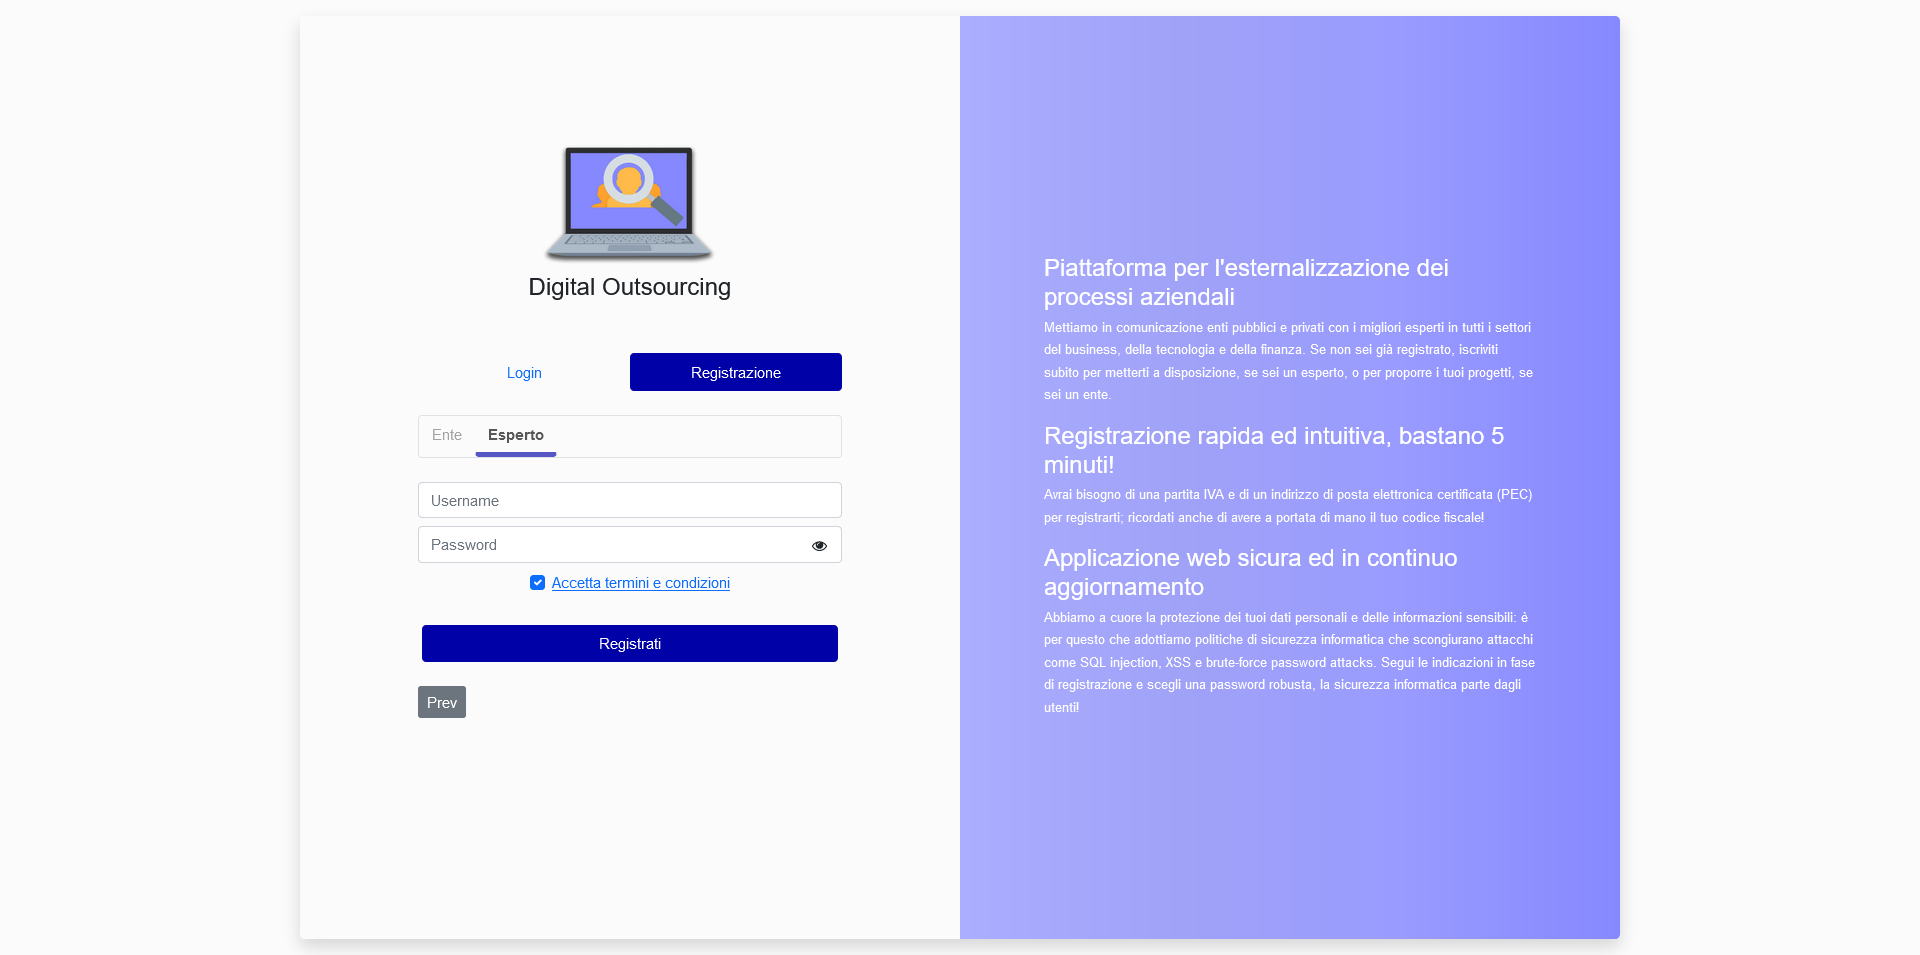 Digital Outsourcing
Login
Registrazione
Ente
Esperto
Username
Password
Accetta termini e condizioni
Registrati
Prev
Piattaforma per l'esternalizzazione dei
processi aziendali
Mettiamo in comunicazione enti pubblici e privati con i migliori esperti in tutti i settori
del business, della tecnologia e della finanza. Se non sei già registrato, iscriviti
subito per metterti a disposizione, se sei un esperto, o per proporre i tuoi progetti, se
sei un ente.
Registrazione rapida ed intuitiva, bastano 5
minuti!
Avrai bisogno di una partita IVA e di un indirizzo di posta elettronica certificata (PEC)
per registrarti; ricordati anche di avere a portata di mano il tuo codice fiscale!
Applicazione web sicura ed in continuo
aggiornamento
Abbiamo a cuore la protezione dei tuoi dati personali e delle informazioni sensibili: è
per questo che adottiamo politiche di sicurezza informatica che scongiurano attacchi
come SQL injection, XSS e brute-force password attacks. Segui le indicazioni in fase
di registrazione e scegli una password robusta, la sicurezza informatica parte dagli
utenti!